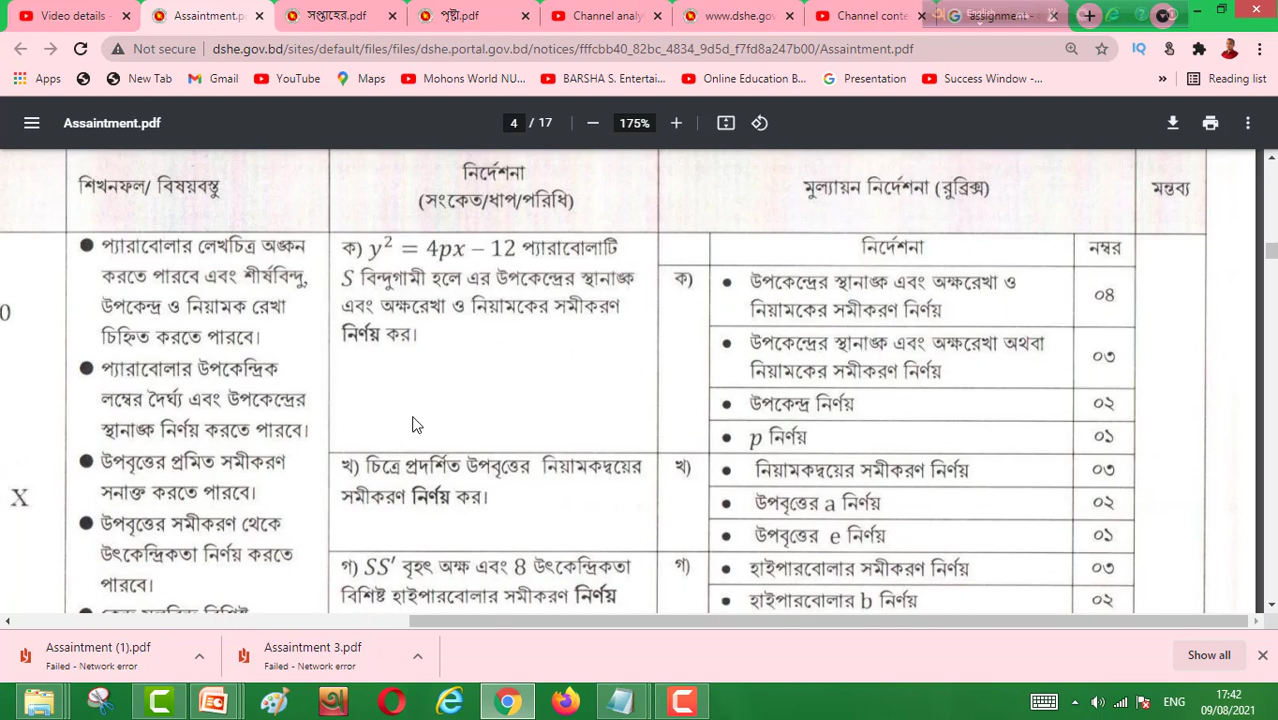 Video details -
Assaintment.p
সপ্তাহের.pdf
পৃষ্টা.pdf
Channel analy
www.dshe.gov
Channel conte
English
assignment -
Not secure
dshe.gov.bd/sites/default/files/files/dshe.portal.gov.bd/notices/fffcbb40_82bc_4834_9d5d_f7fd8a247b00/Assaintment.pdf
Apps
New Tab
Gmail
YouTube
Maps
Mohons World NU...
BARSHA S. Entertai...
Online Education B...
Presentation
Success Window -...
»
Reading list
Assaintment.pdf
4 / 17
175%
শিখনফল/ বিষয়বস্তু
নির্দেশনা
(সংকেত/ধাপ/পরিধি)
মূল্যায়ন নির্দেশনা (রুব্রিক্স)
মন্তব্য
● প্যারাবোলার লেখচিত্র অঙ্কন
করতে পারবে এবং শীর্ষবিন্দু,
উপকেন্দ্র ও নিয়ামক রেখা
চিহ্নিত করতে পারবে।
● প্যারাবোলার উপকেন্দ্রিক
লম্বের দৈর্ঘ্য এবং উপকেন্দ্রের
স্থানাঙ্ক নির্ণয় করতে পারবে।
● উপবৃত্তের প্রমিত সমীকরণ
সনাক্ত করতে পারবে।
● উপবৃত্তের সমীকরণ থেকে
উৎকেন্দ্রিকতা নির্ণয় করতে
পারবে।
0
X
ক) y² = 4px − 12 প্যারাবোলাটি
S বিন্দুগামী হলে এর উপকেন্দ্রের স্থানাঙ্ক
এবং অক্ষরেখা ও নিয়ামকের সমীকরণ
নির্ণয় কর।
খ) চিত্রে প্রদর্শিত উপবৃত্তের নিয়ামকদ্বয়ের
সমীকরণ নির্ণয় কর।
গ) SS′ বৃহৎ অক্ষ এবং 8 উৎকেন্দ্রিকতা
বিশিষ্ট হাইপারবোলার সমীকরণ নির্ণয়
নির্দেশনা
নম্বর
ক)
• উপকেন্দ্রের স্থানাঙ্ক এবং অক্ষরেখা ও
নিয়ামকের সমীকরণ নির্ণয়
০৪
• উপকেন্দ্রের স্থানাঙ্ক এবং অক্ষরেখা অথবা
নিয়ামকের সমীকরণ নির্ণয়
০৩
• উপকেন্দ্র নির্ণয়
০২
• p নির্ণয়
০১
খ)
• নিয়ামকদ্বয়ের সমীকরণ নির্ণয়
০৩
• উপবৃত্তের a নির্ণয়
০২
• উপবৃত্তের e নির্ণয়
০১
গ)
• হাইপারবোলার সমীকরণ নির্ণয়
০৩
• হাইপারবোলার b নির্ণয়
০২
Assaintment (1).pdf
Failed - Network error
Assaintment 3.pdf
Failed - Network error
Show all
ENG
17:42
09/08/2021